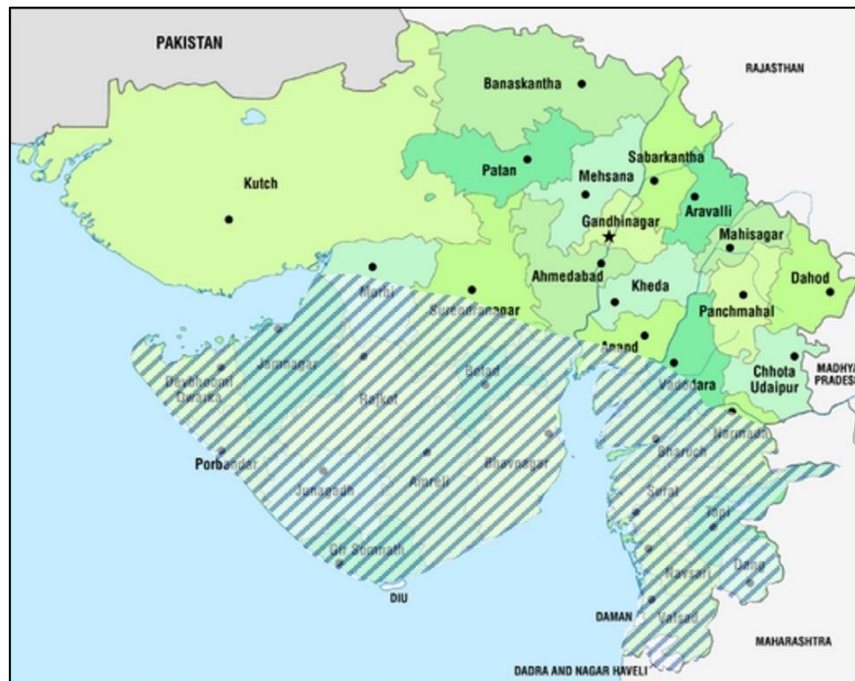 PAKISTAN
RAJASTHAN
Banaskantha
Patan
Sabarkantha
Mehsana
Kutch
Aravalli
Gandhinagar
Mahisagar
Ahmedabad
Kheda
Dahod
Morbi
Surendranagar
Panchmahal
Anand
Jamnagar
Botad
Vadodara
Chhota
Udaipur
MADHYA
PRADESH
Devbhoomi
Dwarka
Rajkot
Narmada
Bharuch
Porbandar
Bhavnagar
Junagadh
Amreli
Surat
Tapi
Gir Somnath
Dang
Navsari
DIU
DAMAN
Valsad
MAHARASHTRA
DADRA AND NAGAR HAVELI